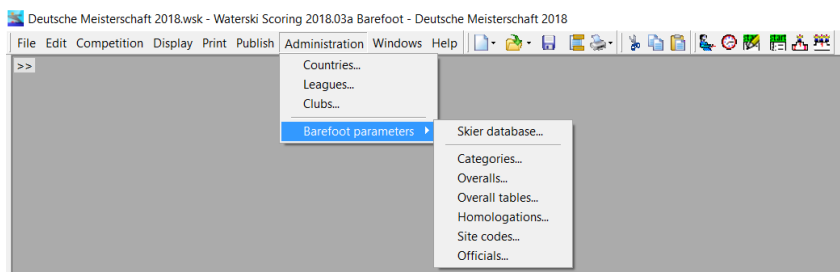 Deutsche Meisterschaft 2018.wsk - Waterski Scoring 2018.03a Barefoot - Deutsche Meisterschaft 2018
File Edit Competition Display Print Publish Administration Windows Help
>>
Countries...
Leagues...
Clubs...
Barefoot parameters
Skier database...
Categories...
Overalls...
Overall tables...
Homologations...
Site codes...
Officials...